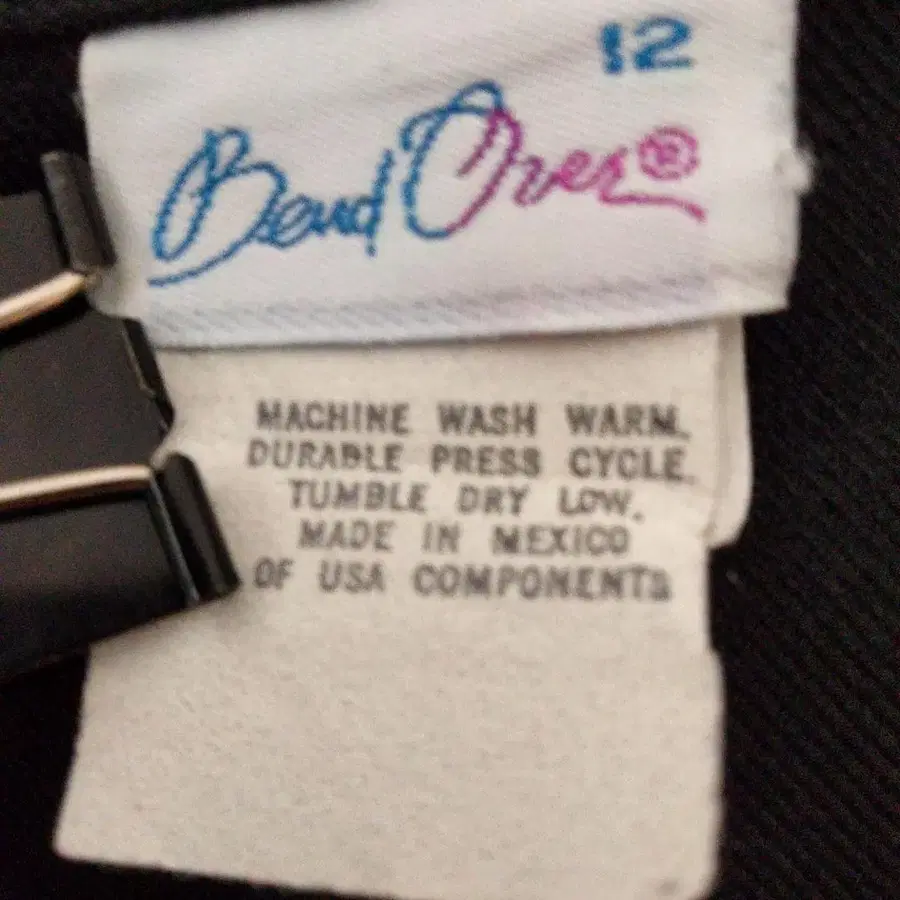 12
Bend Over®
MACHINE WASH WARM.
DURABLE PRESS CYCLE.
TUMBLE DRY LOW.
MADE IN MEXICO
OF USA COMPONENTS